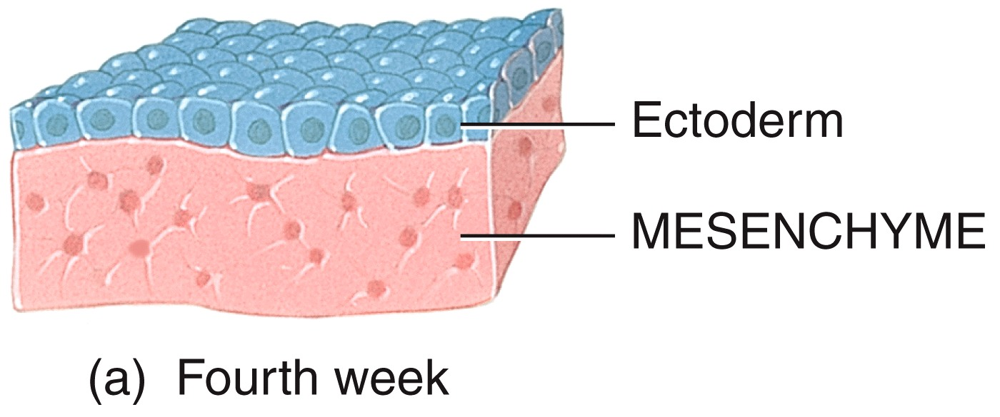 Ectoderm
MESENCHYME
(a) Fourth week